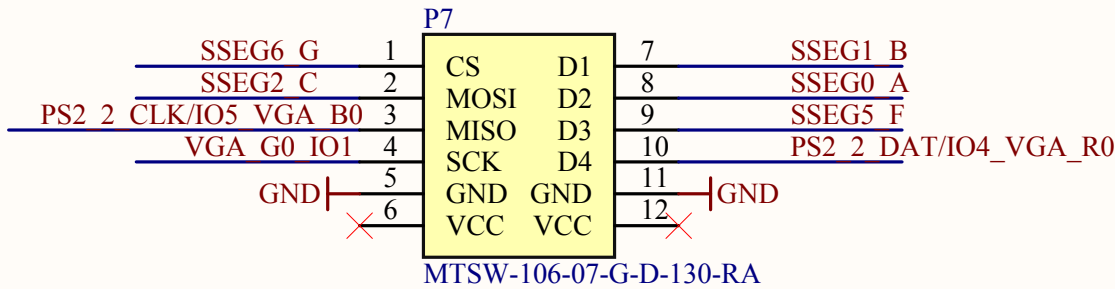 P7
SSEG6_G 1 CS D1 7 SSEG1_B
SSEG2_C 2 MOSI D2 8 SSEG0_A
PS2_2_CLK/IO5_VGA_B0 3 MISO D3 9 SSEG5_F
VGA_G0_IO1 4 SCK D4 10 PS2_2_DAT/IO4_VGA_R0
GND 5 GND GND 11 GND
6 VCC VCC 12
MTSW-106-07-G-D-130-RA